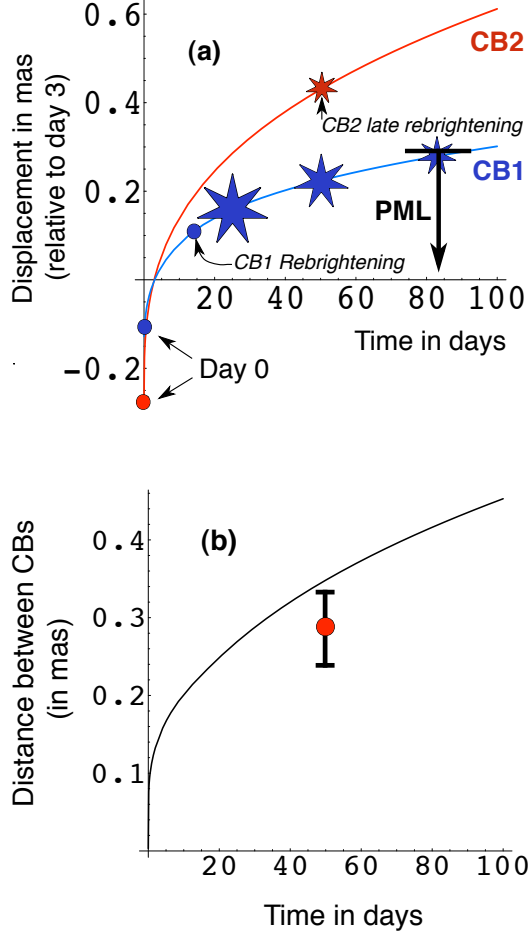 Displacement in mas
(relative to day 3)
(a)
CB2
0.6
0.4
0.2
-0.2
CB2 late rebrightening
CB1
PML
CB1 Rebrightening
20 40 60 80 100
Time in days
Day 0
Distance between CBs
(in mas)
(b)
0.4
0.3
0.2
0.1
20 40 60 80 100
Time in days